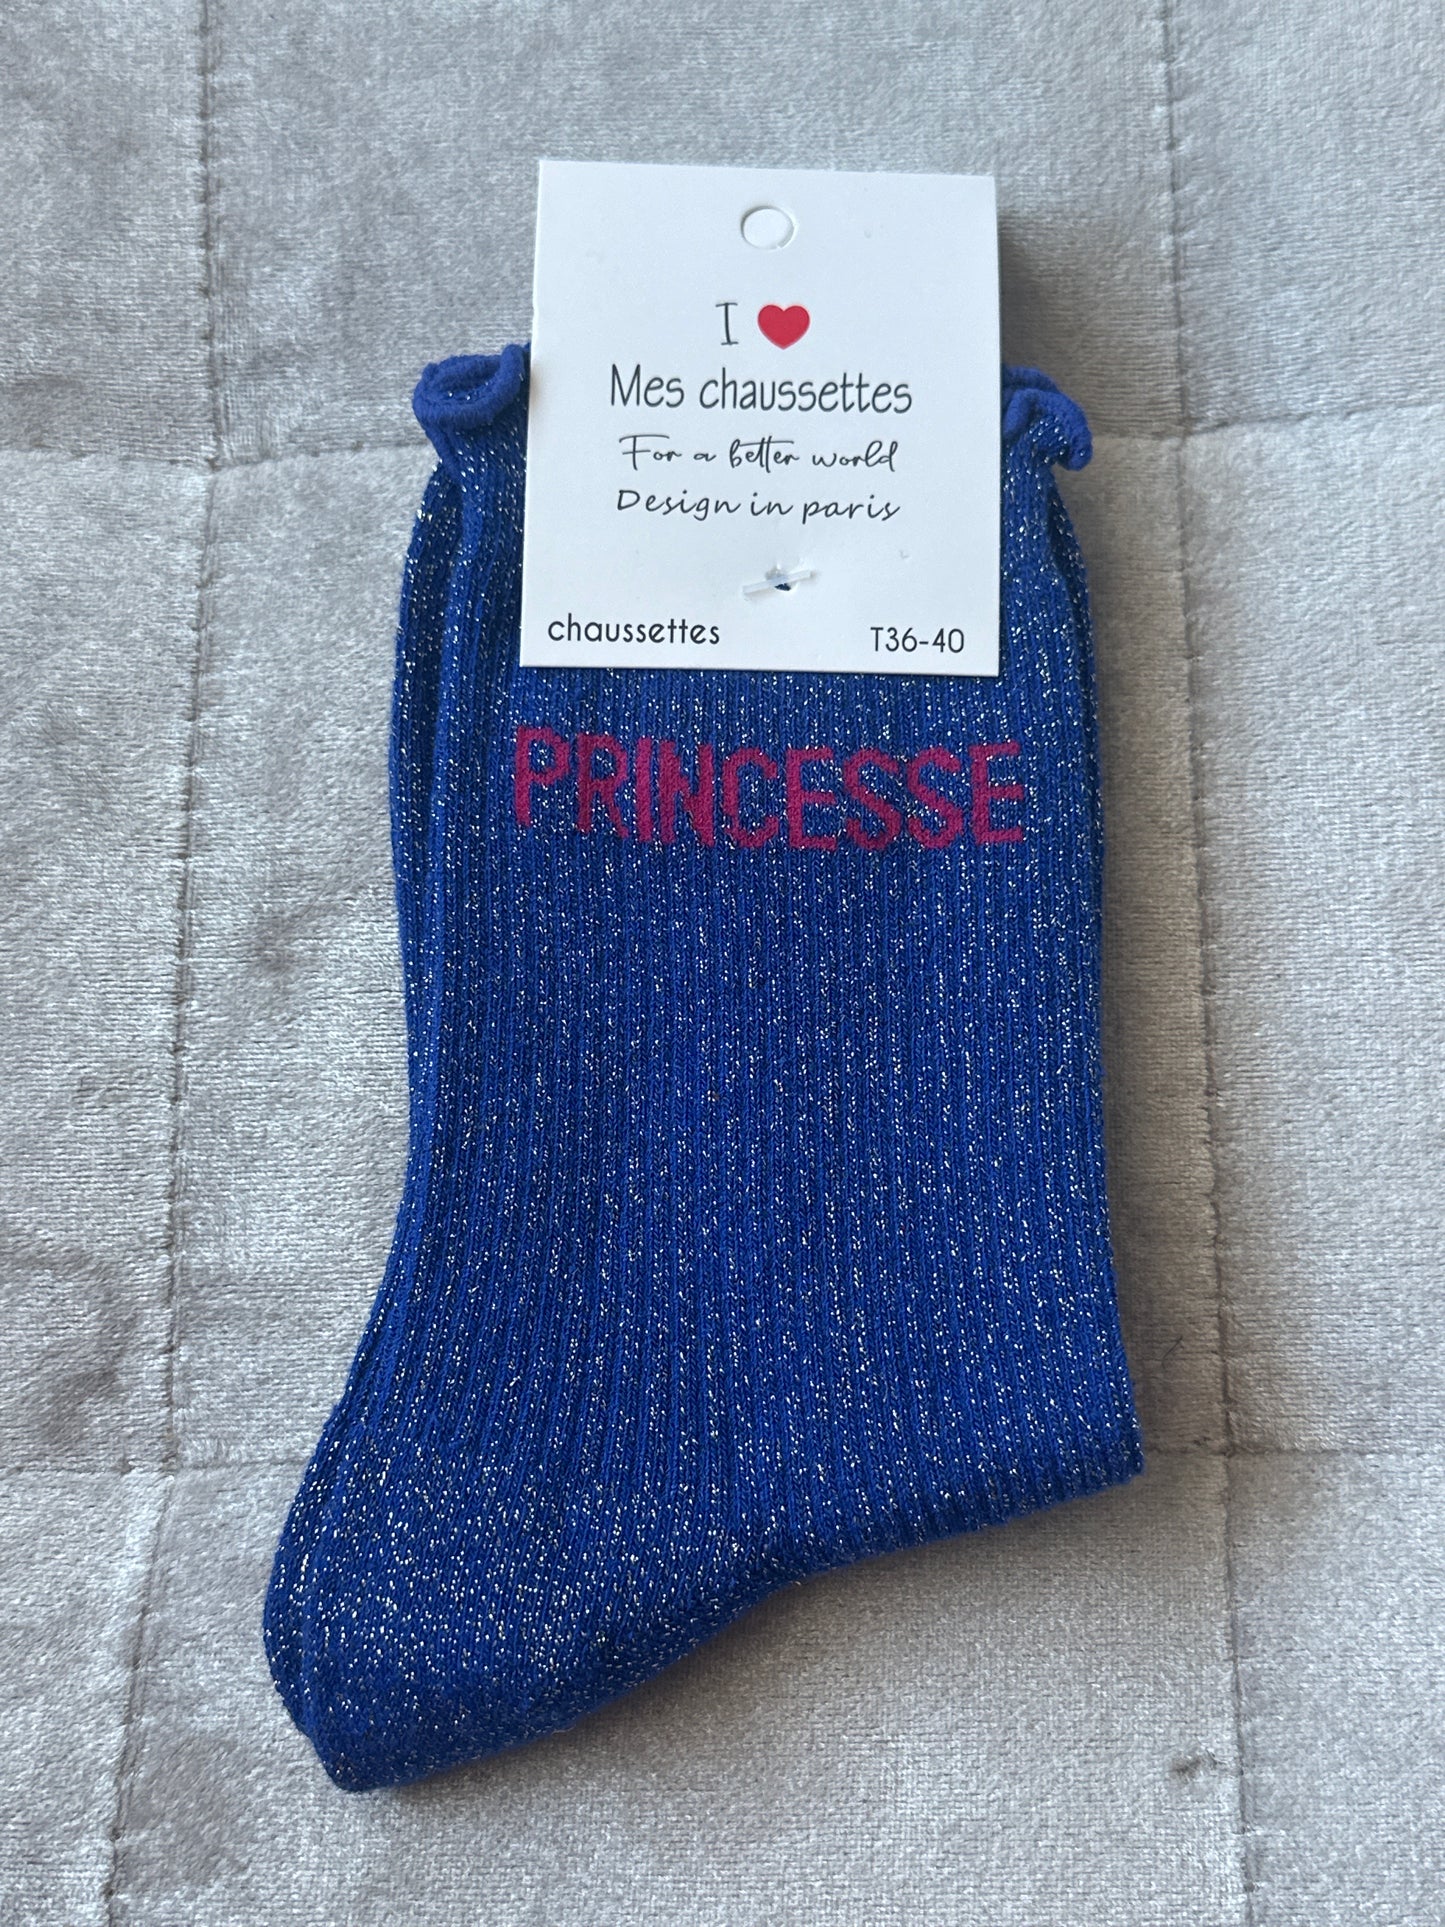 I ❤
Mes chaussettes
For a better world
Design in paris
chaussettes T36-40
PRINCESSE